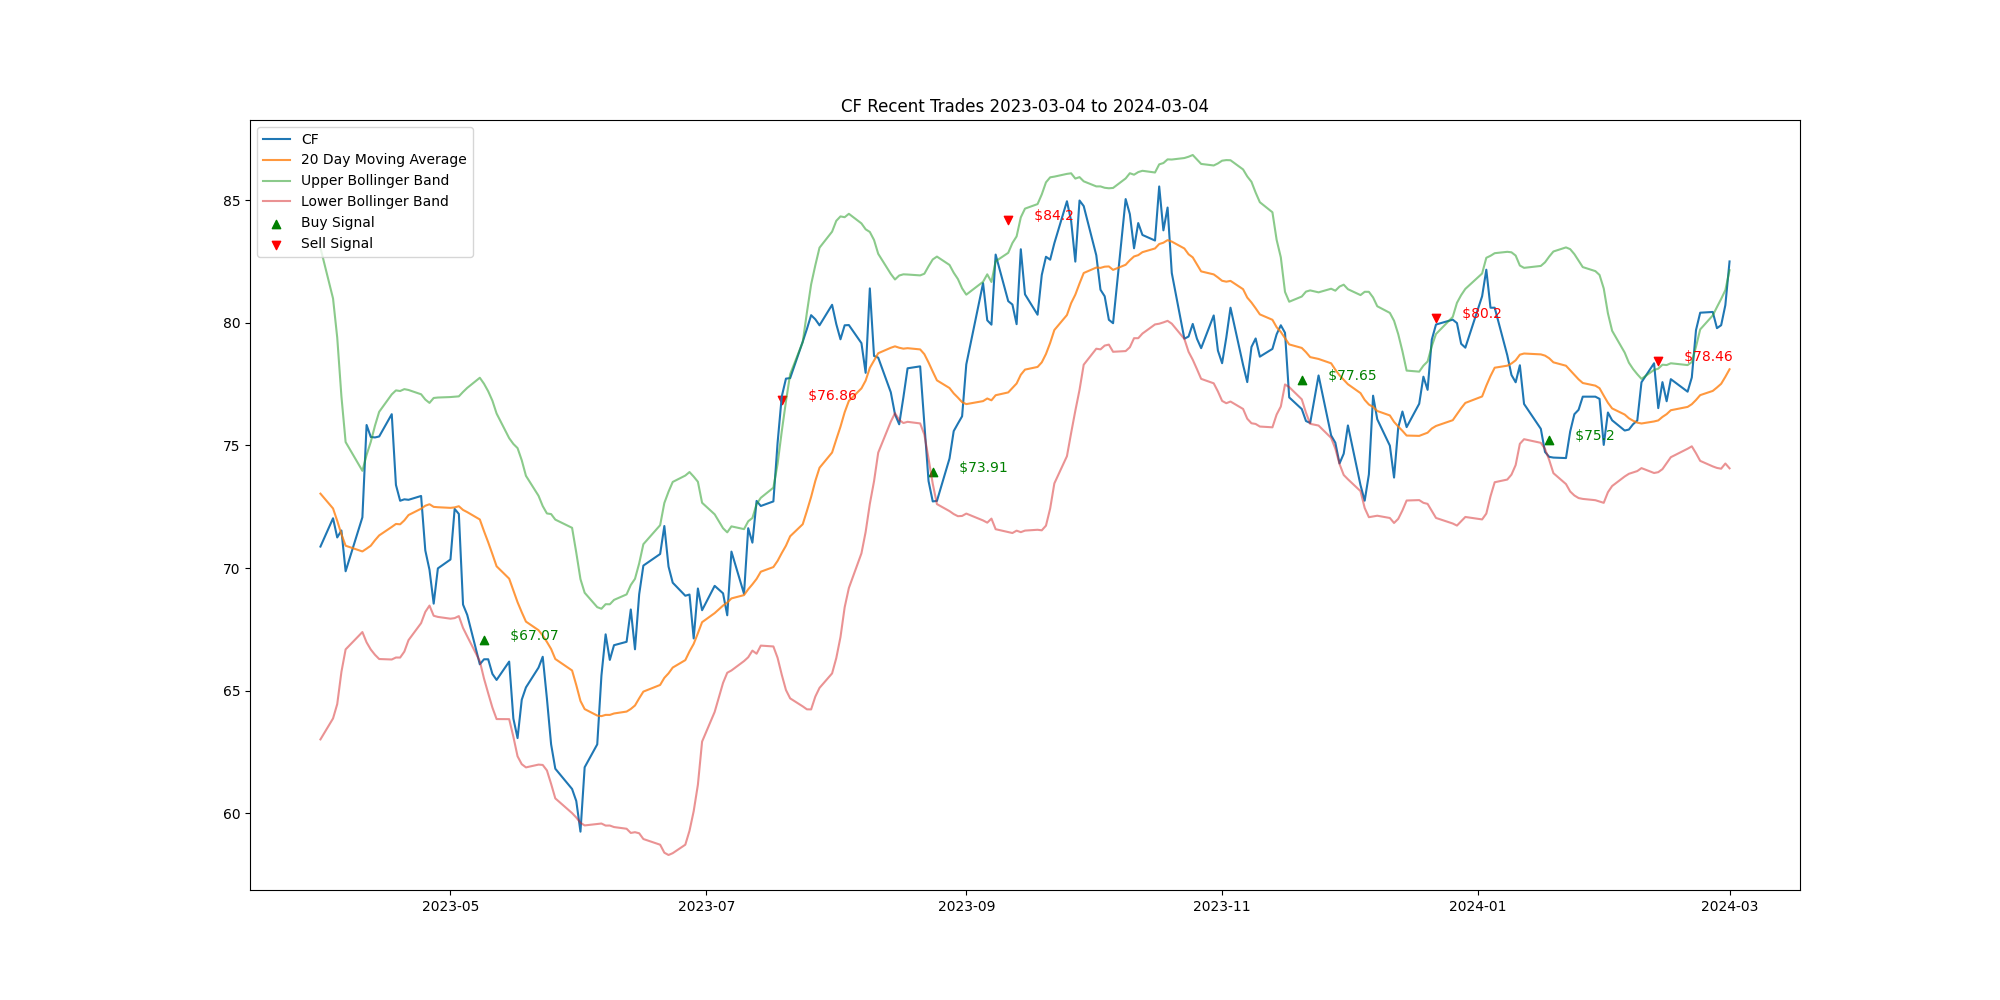 CF Recent Trades 2023-03-04 to 2024-03-04
CF
20 Day Moving Average
Upper Bollinger Band
Lower Bollinger Band
Buy Signal
Sell Signal
85
80
75
70
65
60
$84.2
$80.2
$78.46
$77.65
$76.86
$75.2
$73.91
$67.07
2023-05
2023-07
2023-09
2023-11
2024-01
2024-03